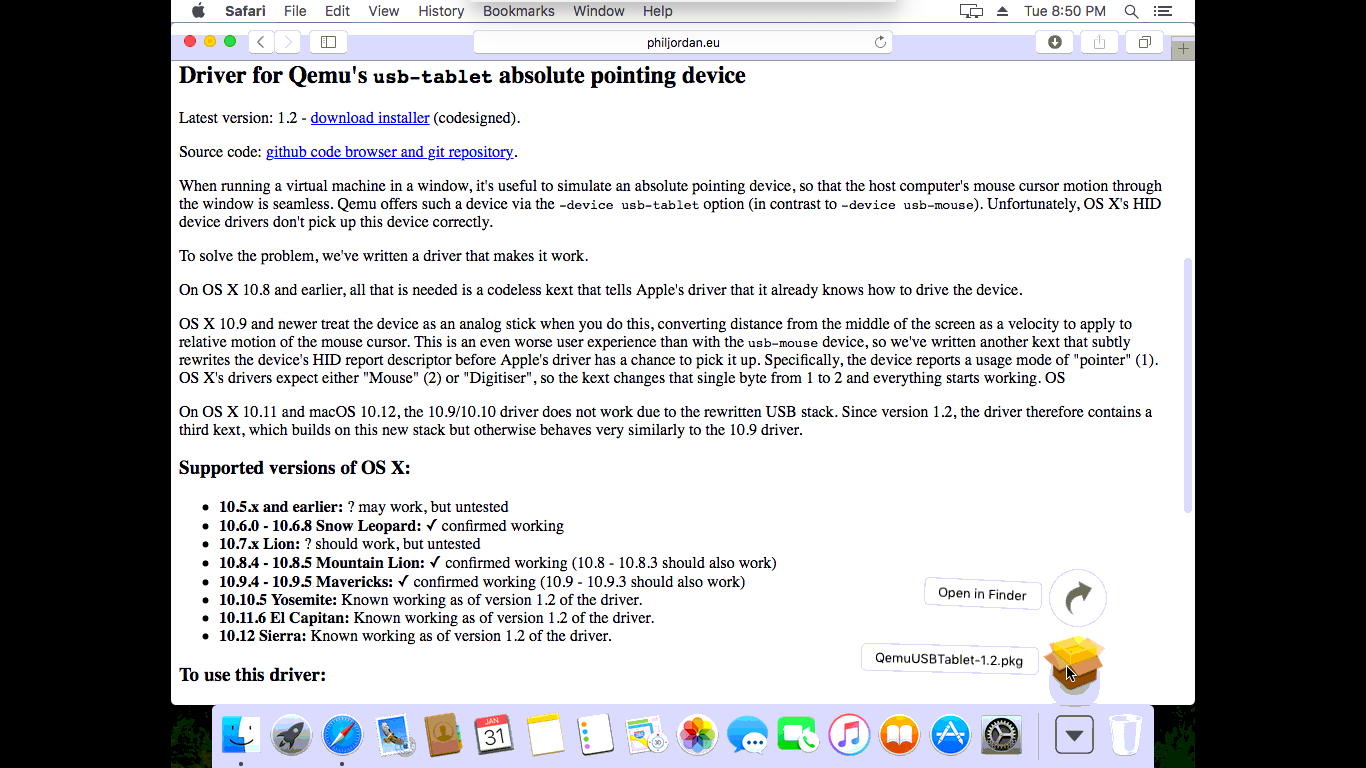 Safari File Edit View History Bookmarks Window Help Tue 8:50 PM
philjordan.eu
Driver for Qemu's usb-tablet absolute pointing device
Latest version: 1.2 - download installer (codesigned).
Source code: github code browser and git repository.
When running a virtual machine in a window, it's useful to simulate an absolute pointing device, so that the host computer's mouse cursor motion through
the window is seamless. Qemu offers such a device via the -device usb-tablet option (in contrast to -device usb-mouse). Unfortunately, OS X's HID
device drivers don't pick up this device correctly.
To solve the problem, we've written a driver that makes it work.
On OS X 10.8 and earlier, all that is needed is a codeless kext that tells Apple's driver that it already knows how to drive the device.
OS X 10.9 and newer treat the device as an analog stick when you do this, converting distance from the middle of the screen as a velocity to apply to
relative motion of the mouse cursor. This is an even worse user experience than with the usb-mouse device, so we've written another kext that subtly
rewrites the device's HID report descriptor before Apple's driver has a chance to pick it up. Specifically, the device reports a usage mode of "pointer" (1).
OS X's drivers expect either "Mouse" (2) or "Digitiser", so the kext changes that single byte from 1 to 2 and everything starts working. OS
On OS X 10.11 and macOS 10.12, the 10.9/10.10 driver does not work due to the rewritten USB stack. Since version 1.2, the driver therefore contains a
third kext, which builds on this new stack but otherwise behaves very similarly to the 10.9 driver.
Supported versions of OS X:
• 10.5.x and earlier: ? may work, but untested
• 10.6.0 - 10.6.8 Snow Leopard: ✓ confirmed working
• 10.7.x Lion: ? should work, but untested
• 10.8.4 - 10.8.5 Mountain Lion: ✓ confirmed working (10.8 - 10.8.3 should also work)
• 10.9.4 - 10.9.5 Mavericks: ✓ confirmed working (10.9 - 10.9.3 should also work)
• 10.10.5 Yosemite: Known working as of version 1.2 of the driver.
• 10.11.6 El Capitan: Known working as of version 1.2 of the driver.
• 10.12 Sierra: Known working as of version 1.2 of the driver.
Open in Finder
QemuUSBTablet-1.2.pkg
To use this driver:
JAN
31